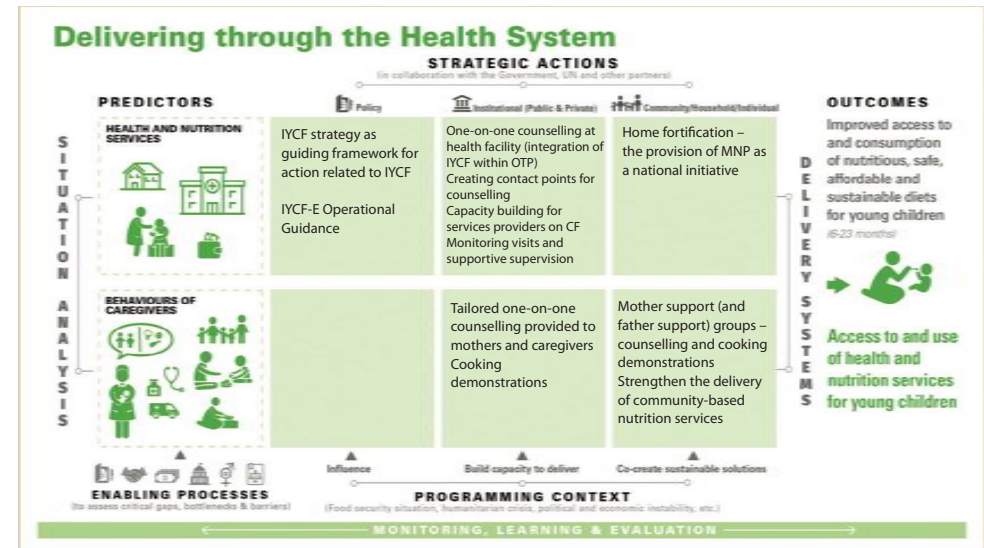 Delivering through the Health System
STRATEGIC ACTIONS
(in collaboration with the Government, UN and other partners)
PREDICTORS
Policy
Institutional (Public & Private)
Community/Household/Individual
OUTCOMES
SITUATION ANALYSIS
HEALTH AND NUTRITION
SERVICES
IYCF strategy as
guiding framework for
action related to IYCF
IYCF-E Operational
Guidance
One-on-one counselling at
health facility (integration of
IYCF within OTP)
Creating contact points for
counselling
Capacity building for
services providers on CF
Monitoring visits and
supportive supervision
Home fortification –
the provision of MNP as
a national initiative
BEHAVIOURS OF
CAREGIVERS
Tailored one-on-one
counselling provided to
mothers and caregivers
Cooking
demonstrations
Mother support (and
father support) groups –
counselling and cooking
demonstrations
Strengthen the delivery
of community-based
nutrition services
DELIVERY SYSTEMS
Improved access to
and consumption
of nutritious, safe,
affordable and
sustainable diets
for young children
(6-23 months)
Access to and use
of health and
nutrition services
for young children
Influence
Build capacity to deliver
Co-create sustainable solutions
ENABLING PROCESSES
(to assess critical gaps, bottlenecks & barriers)
PROGRAMMING CONTEXT
(Food security situation, humanitarian crisis, political and economic instability, etc.)
MONITORING, LEARNING & EVALUATION